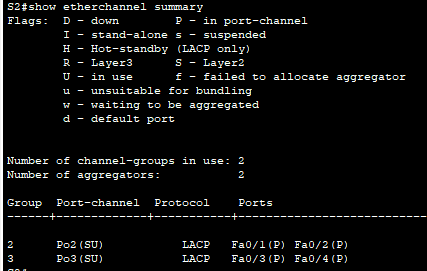 S2#show etherchannel summary
Flags:  D - down        P - in port-channel
        I - stand-alone s - suspended
        H - Hot-standby (LACP only)
        R - Layer3      S - Layer2
        U - in use      f - failed to allocate aggregator
        u - unsuitable for bundling
        w - waiting to be aggregated
        d - default port
Number of channel-groups in use: 2
Number of aggregators:           2
Group  Port-channel  Protocol    Ports
------+-------------+-----------+---------------------------
2      Po2(SU)           LACP   Fa0/1(P) Fa0/2(P)
3      Po3(SU)           LACP   Fa0/3(P) Fa0/4(P)